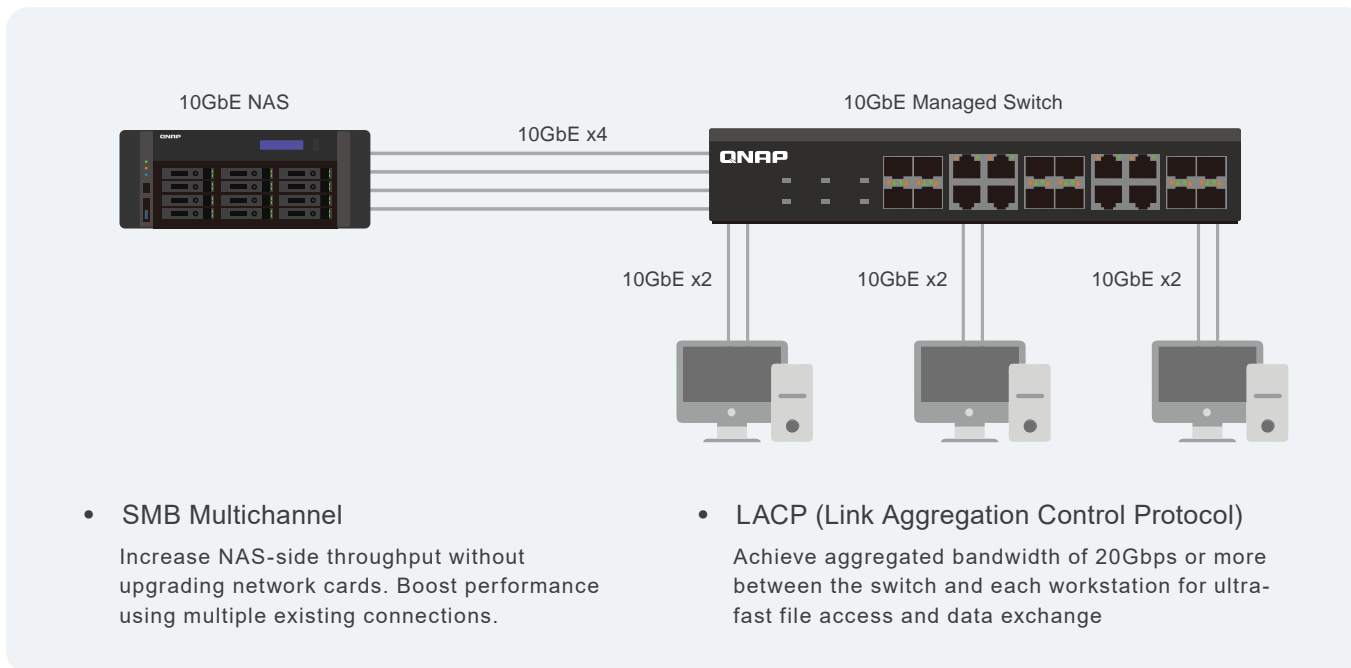 10GbE NAS
10GbE Managed Switch
10GbE x4
QNAP
QNAP
10GbE x2
10GbE x2
10GbE x2
• SMB Multichannel
Increase NAS-side throughput without
upgrading network cards. Boost performance
using multiple existing connections.
• LACP (Link Aggregation Control Protocol)
Achieve aggregated bandwidth of 20Gbps or more
between the switch and each workstation for ultra-
fast file access and data exchange